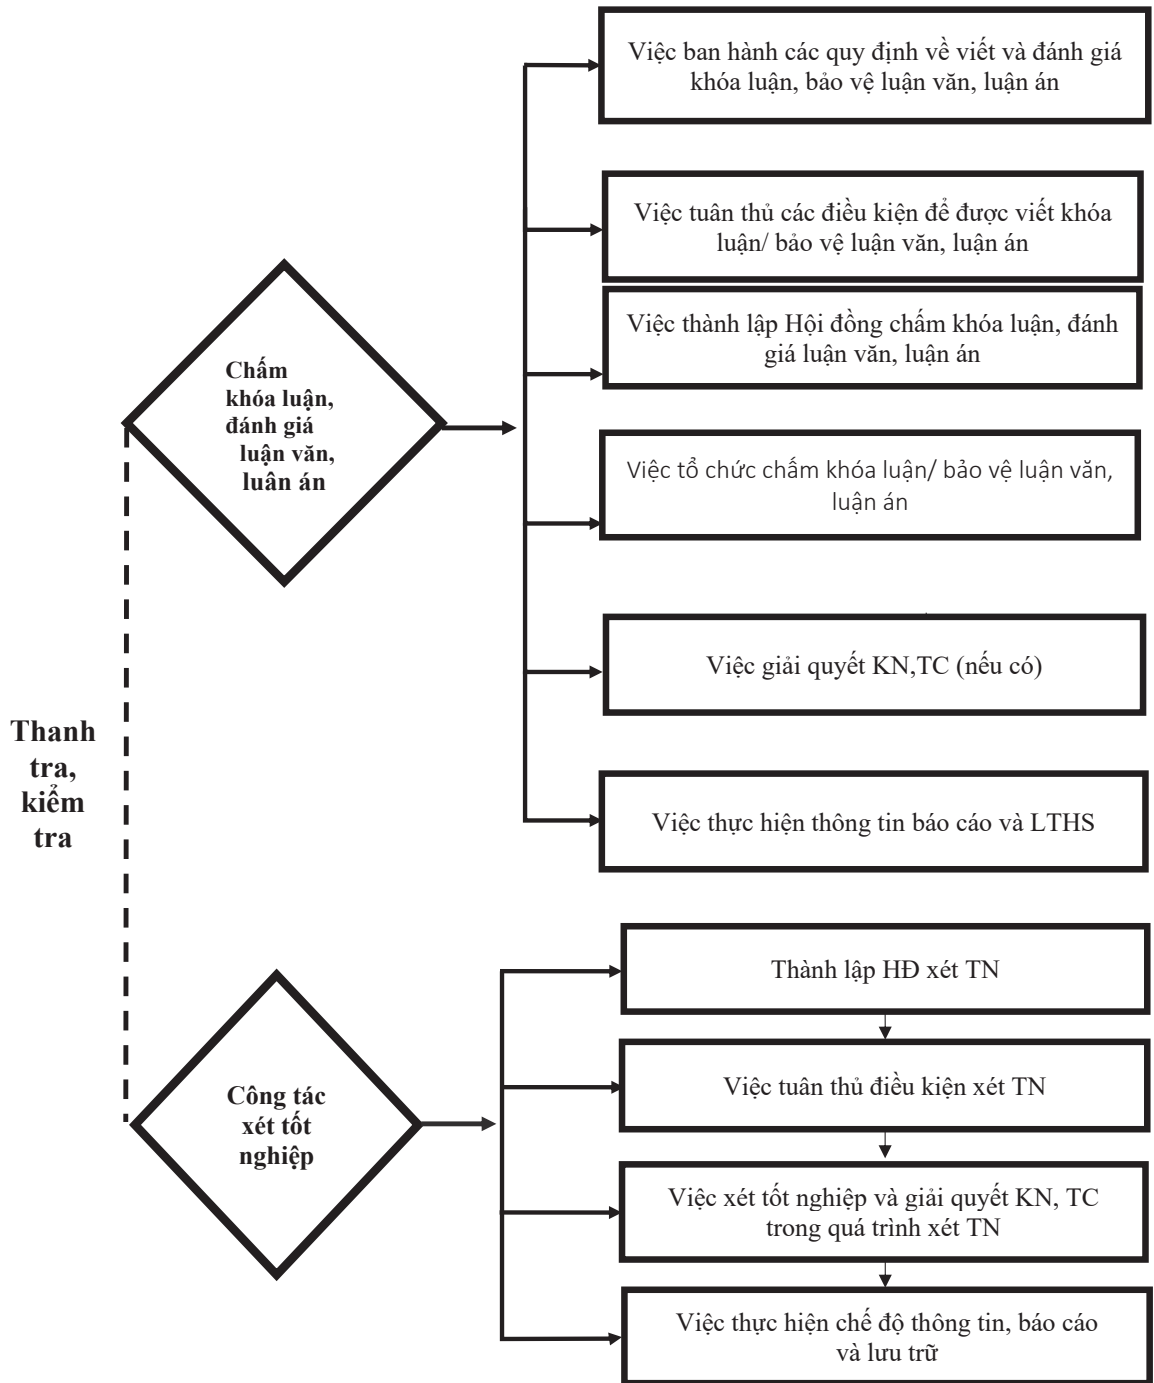 Việc ban hành các quy định về viết và đánh giá
khóa luận, bảo vệ luận văn, luận án
Việc tuân thủ các điều kiện để được viết khóa
luận/ bảo vệ luận văn, luận án
Việc thành lập Hội đồng chấm khóa luận, đánh
giá luận văn, luận án
Chấm
khóa luận,
đánh giá
luận văn,
luân án
Việc tổ chức chấm khóa luận/ bảo vệ luận văn,
luận án
Việc giải quyết KN,TC (nếu có)
Thanh
tra,
kiểm
tra
Việc thực hiện thông tin báo cáo và LTHS
Thành lập HĐ xét TN
Việc tuân thủ điều kiện xét TN
Công tác
xét tốt
nghiệp
Việc xét tốt nghiệp và giải quyết KN, TC
trong quá trình xét TN
Việc thực hiện chế độ thông tin, báo cáo
và lưu trữ